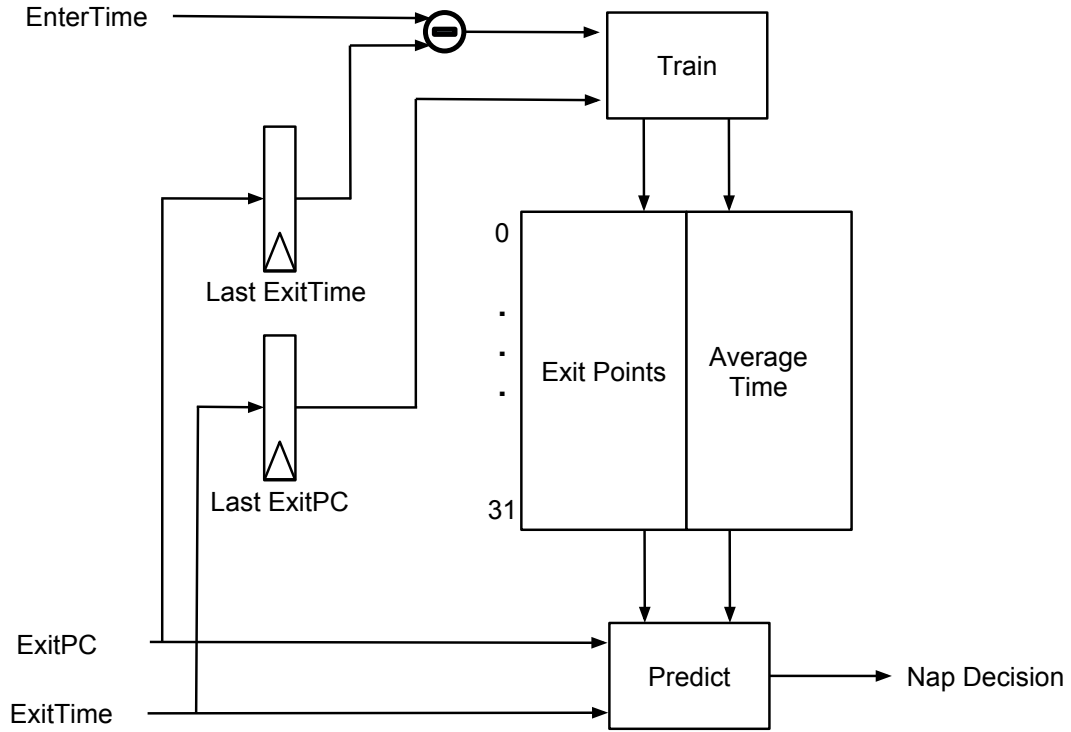 EnterTime
Train
Last ExitTime
0
.
.
.
31
Exit Points
Average
Time
Last ExitPC
ExitPC
ExitTime
Predict
Nap Decision